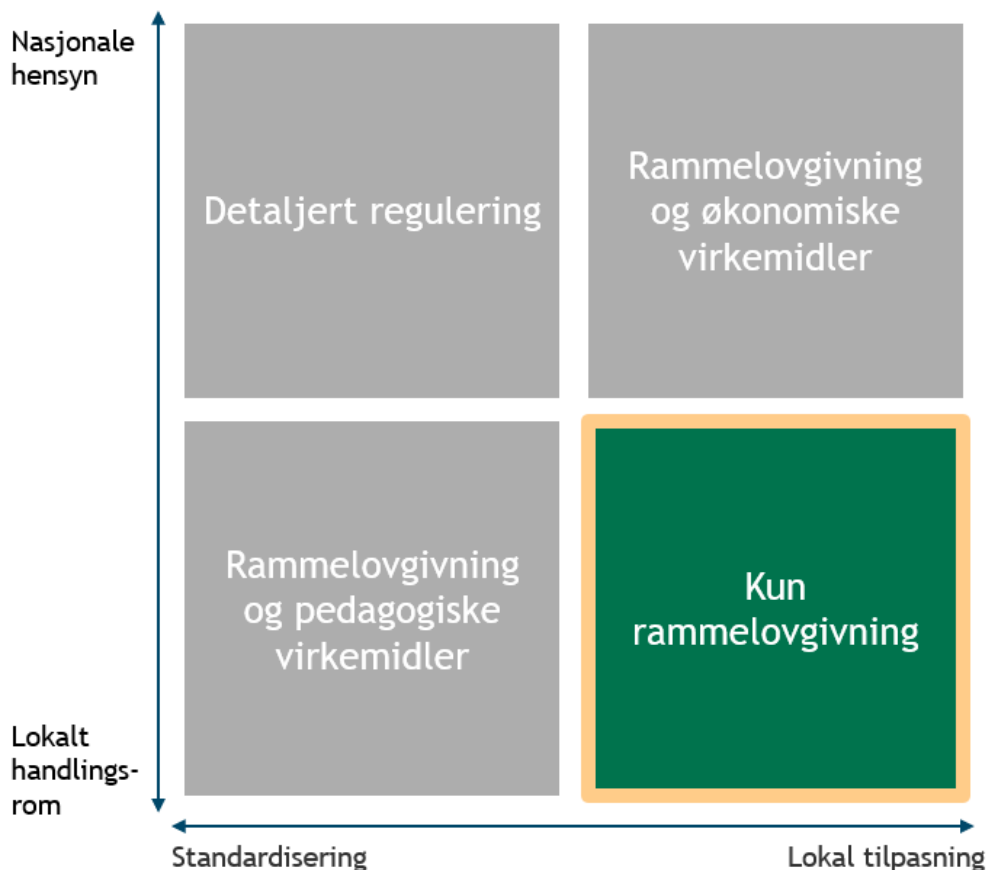 Nasjonale
hensyn
Detaljert regulering
Rammelovgivning
og økonomiske
virkemidler
Rammelovgivning
og pedagogiske
virkemidler
Kun
rammelovgivning
Lokalt
handlings-
rom
Standardisering
Lokal tilpasning